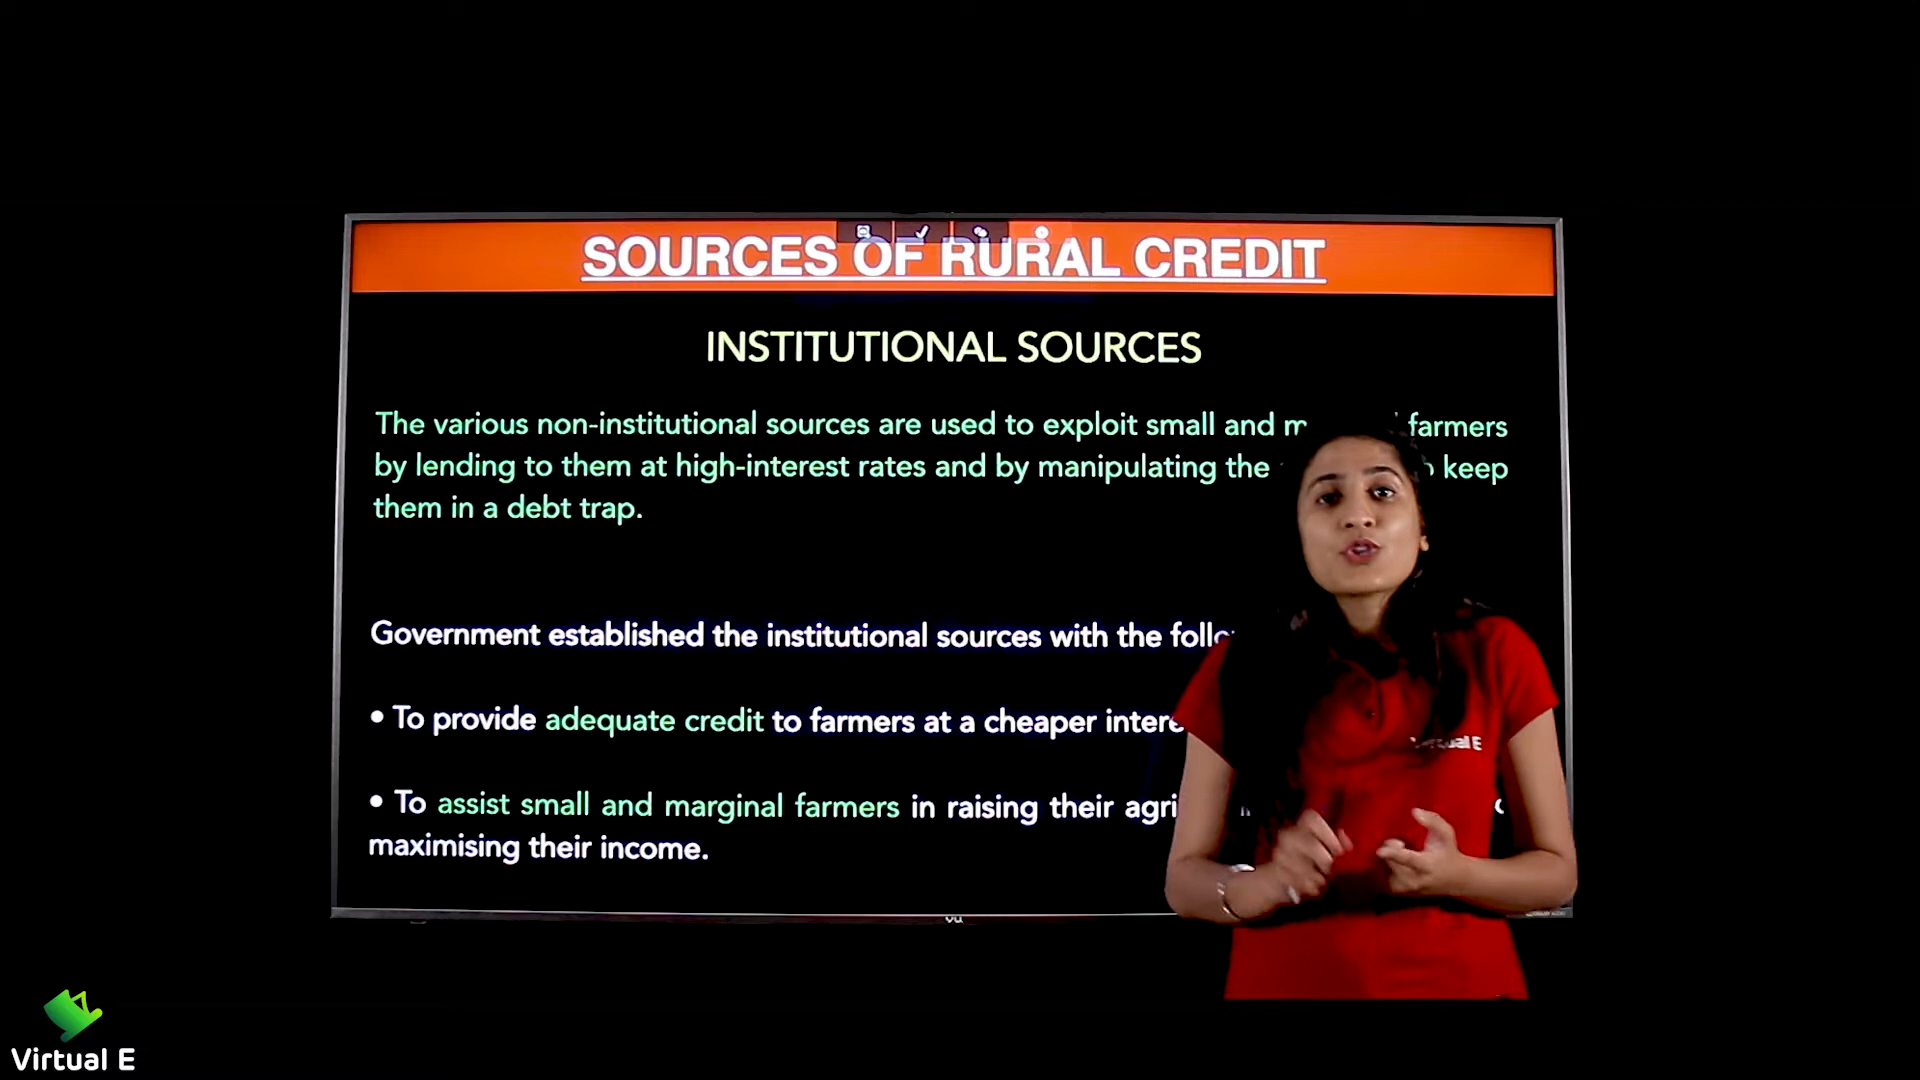 SOURCES OF RURAL CREDIT
INSTITUTIONAL SOURCES
The various non-institutional sources are used to exploit small and farmers
by lending to them at high-interest rates and by manipulating the keep
them in a debt trap.
Government established the institutional sources with the
• To provide adequate credit to farmers at a cheaper
• To assist small and marginal farmers in raising their
maximising their income.
vu
Virtual E